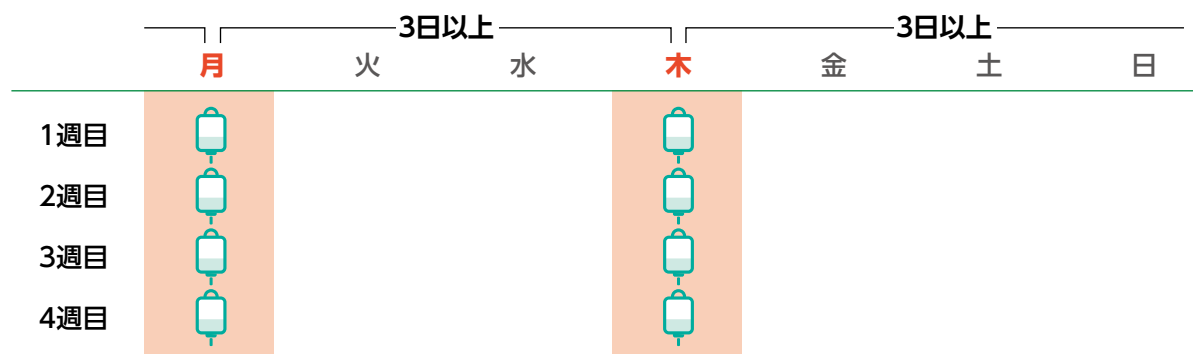 3日以上 3日以上
月 火 水 木 金 土 日
1週目
2週目
3週目
4週目